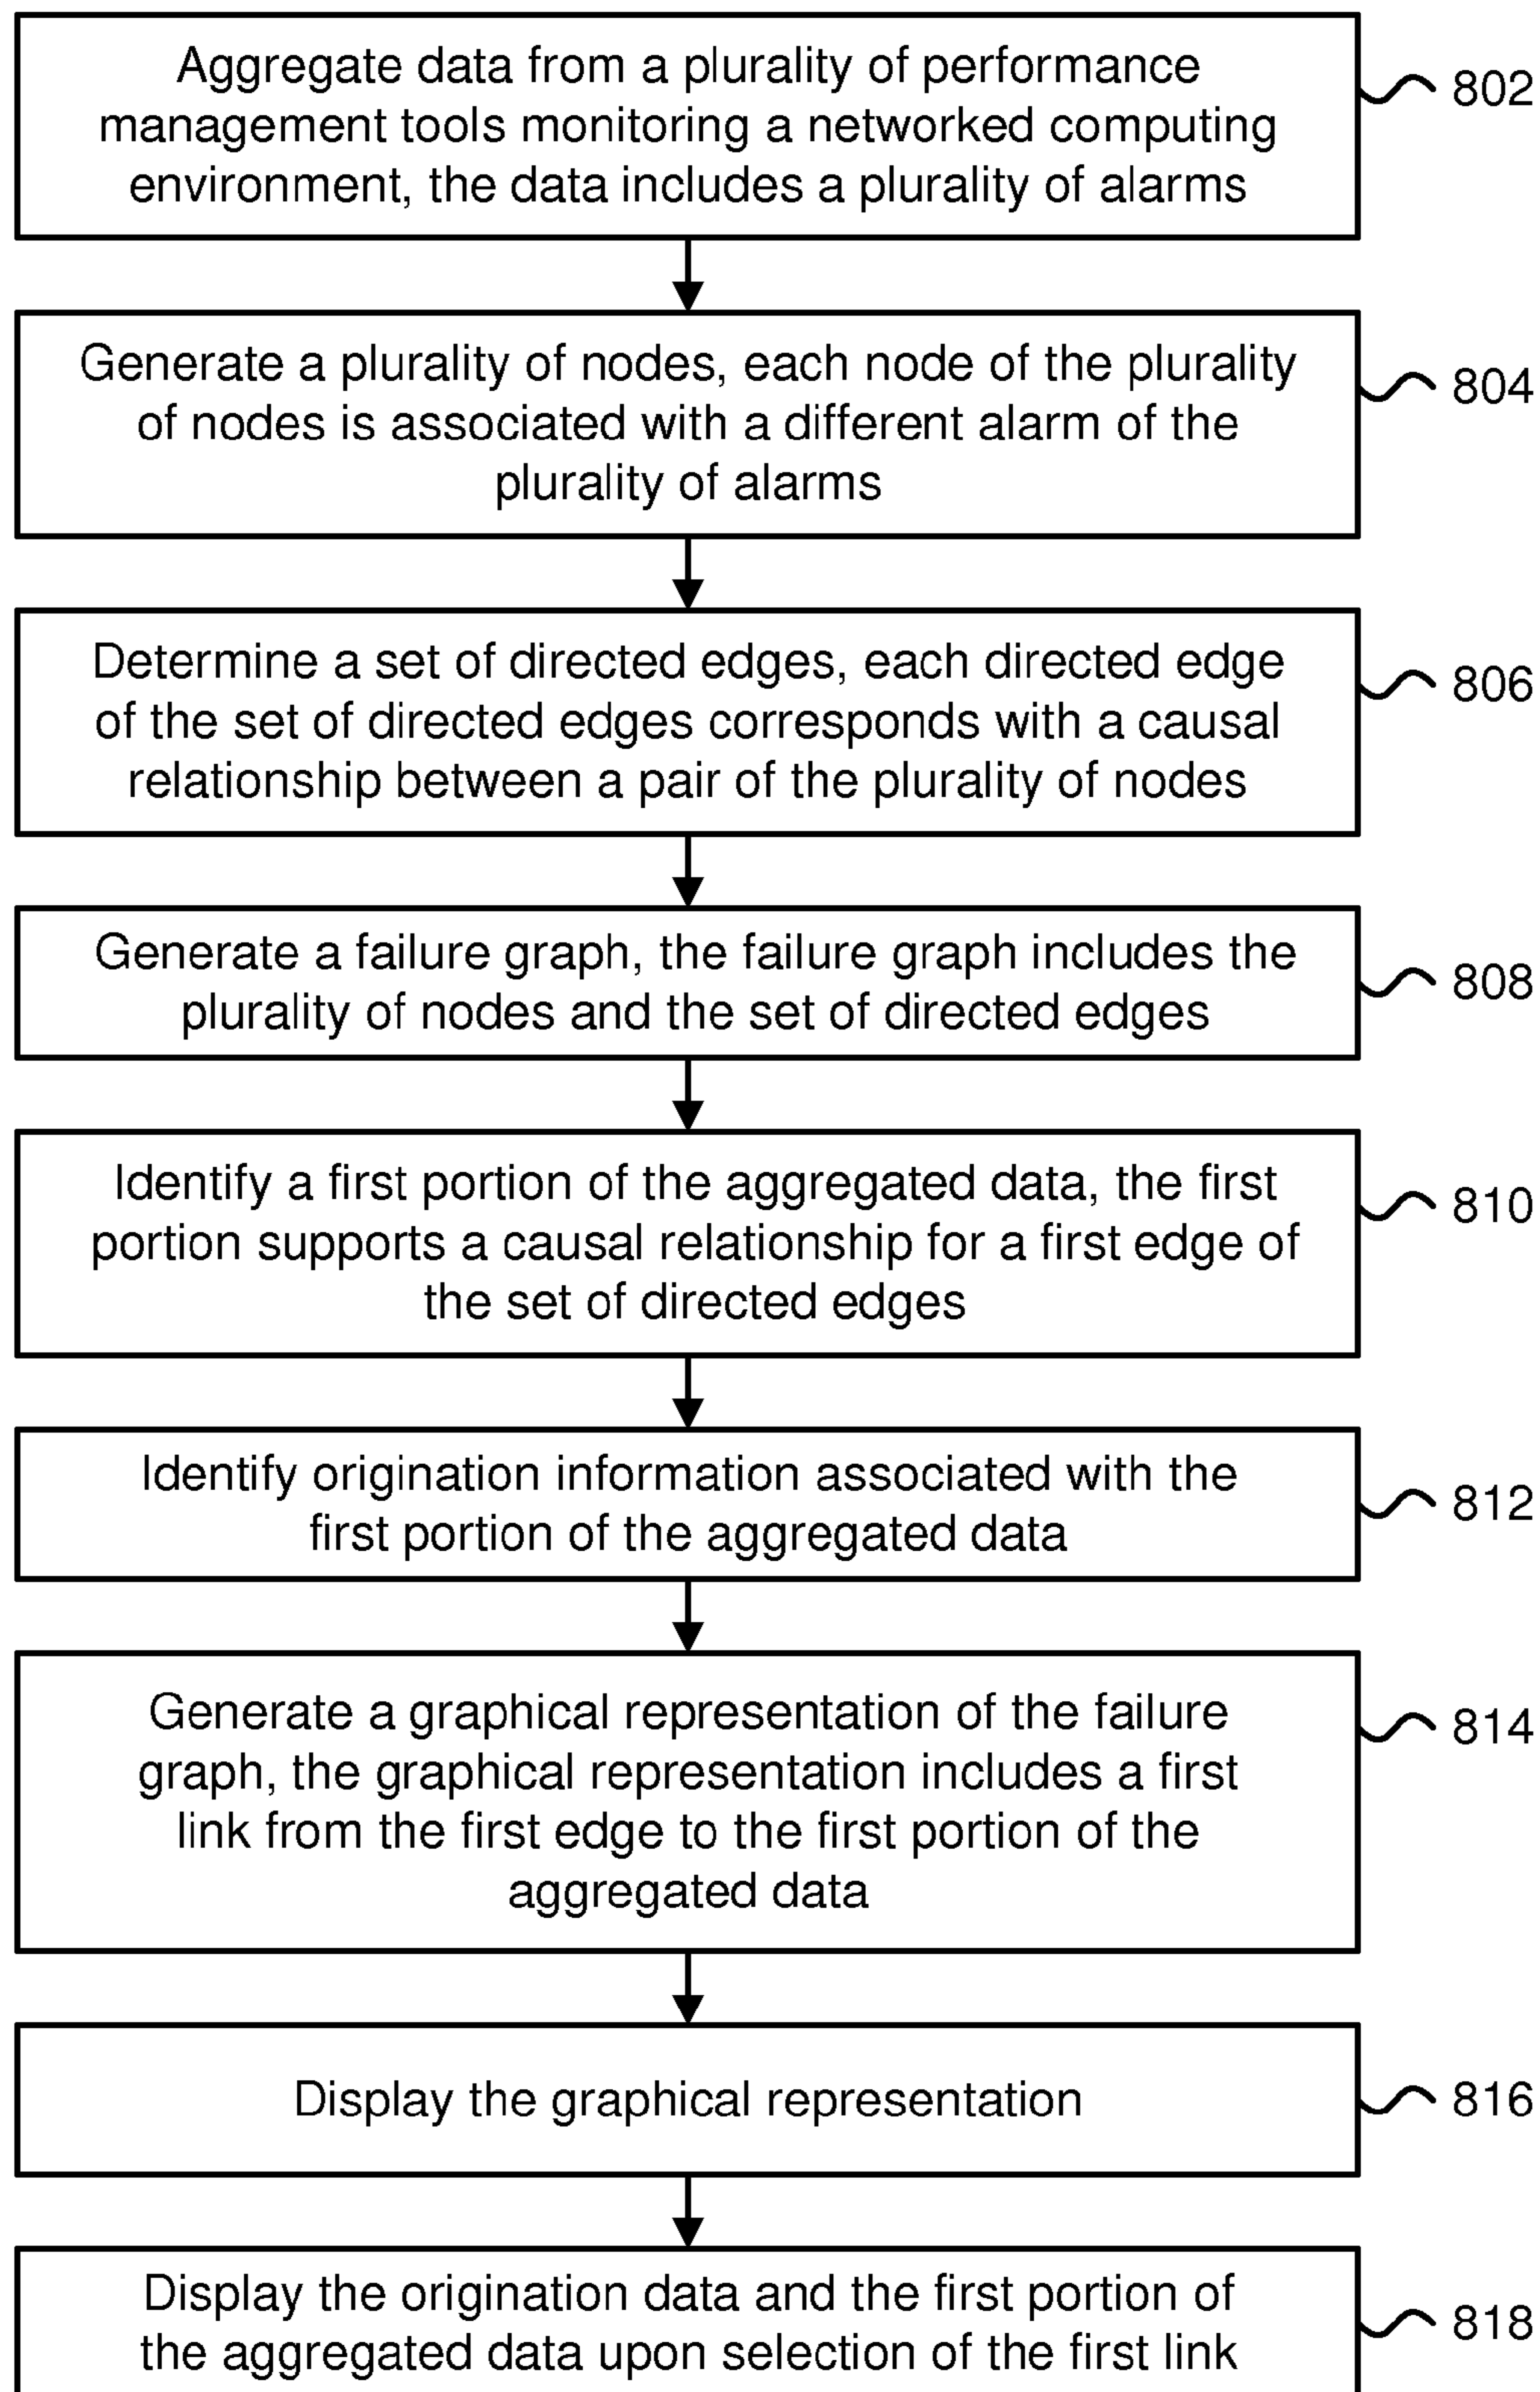 Aggregate data from a plurality of performance
management tools monitoring a networked computing
environment, the data includes a plurality of alarms
802
Generate a plurality of nodes, each node of the plurality
of nodes is associated with a different alarm of the
plurality of alarms
804
Determine a set of directed edges, each directed edge
of the set of directed edges corresponds with a causal
relationship between a pair of the plurality of nodes
806
Generate a failure graph, the failure graph includes the
plurality of nodes and the set of directed edges
808
Identify a first portion of the aggregated data, the first
portion supports a causal relationship for a first edge of
the set of directed edges
810
Identify origination information associated with the
first portion of the aggregated data
812
Generate a graphical representation of the failure
graph, the graphical representation includes a first
link from the first edge to the first portion of the
aggregated data
814
Display the graphical representation
816
Display the origination data and the first portion of
the aggregated data upon selection of the first link
818